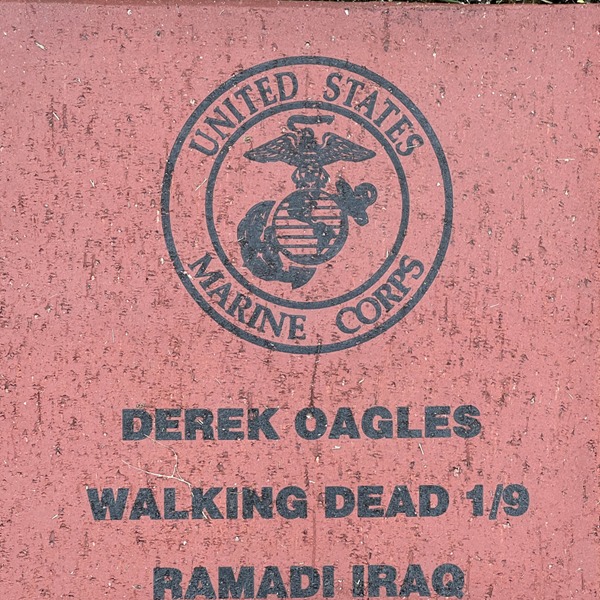 UNITED STATES
MARINE CORPS
DEREK OAGLES
WALKING DEAD 1/9
RAMADI IRAQ